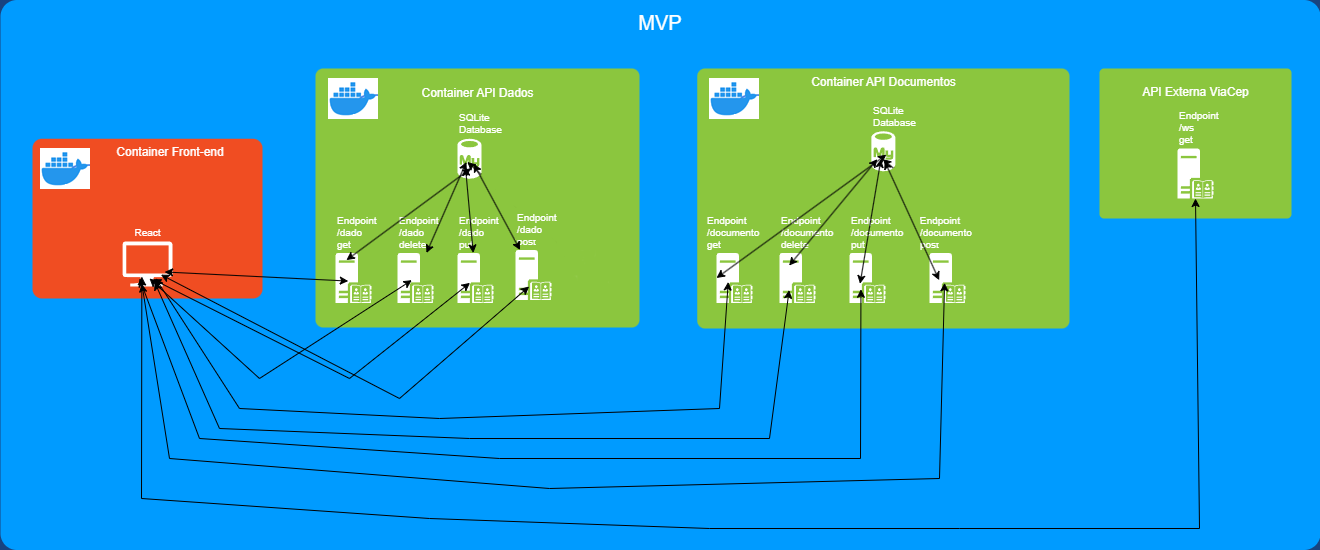 MVP
Container Front-end
React
Container API Dados
SQLite
Database
My
Endpoint
/dado
get
Endpoint
/dado
delete
Endpoint
/dado
put
Endpoint
/dado
post
Container API Documentos
SQLite
Database
My
Endpoint
/documento
get
Endpoint
/documento
delete
Endpoint
/documento
put
Endpoint
/documento
post
API Externa ViaCep
Endpoint
/ws
get